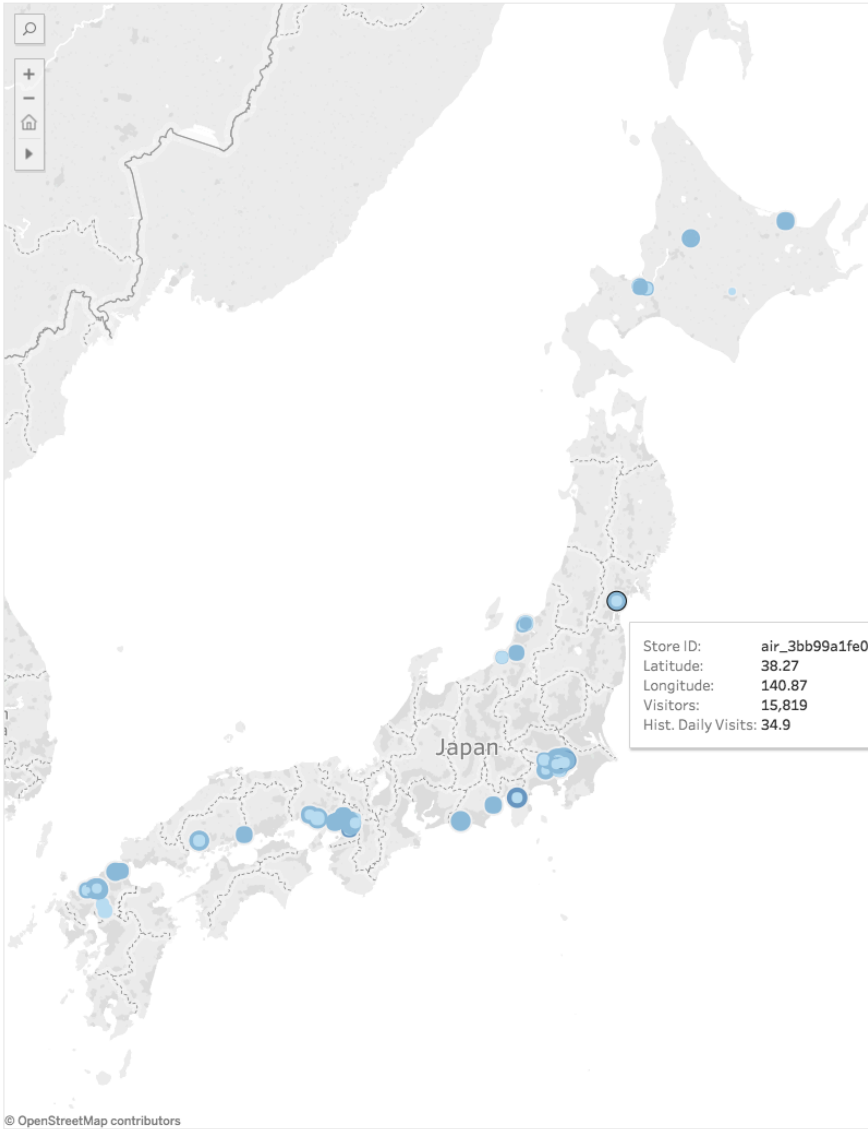 Store ID: air_3bb99a1fe0
Latitude: 38.27
Longitude: 140.87
Visitors: 15,819
Hist. Daily Visits: 34.9
Japan
© OpenStreetMap contributors